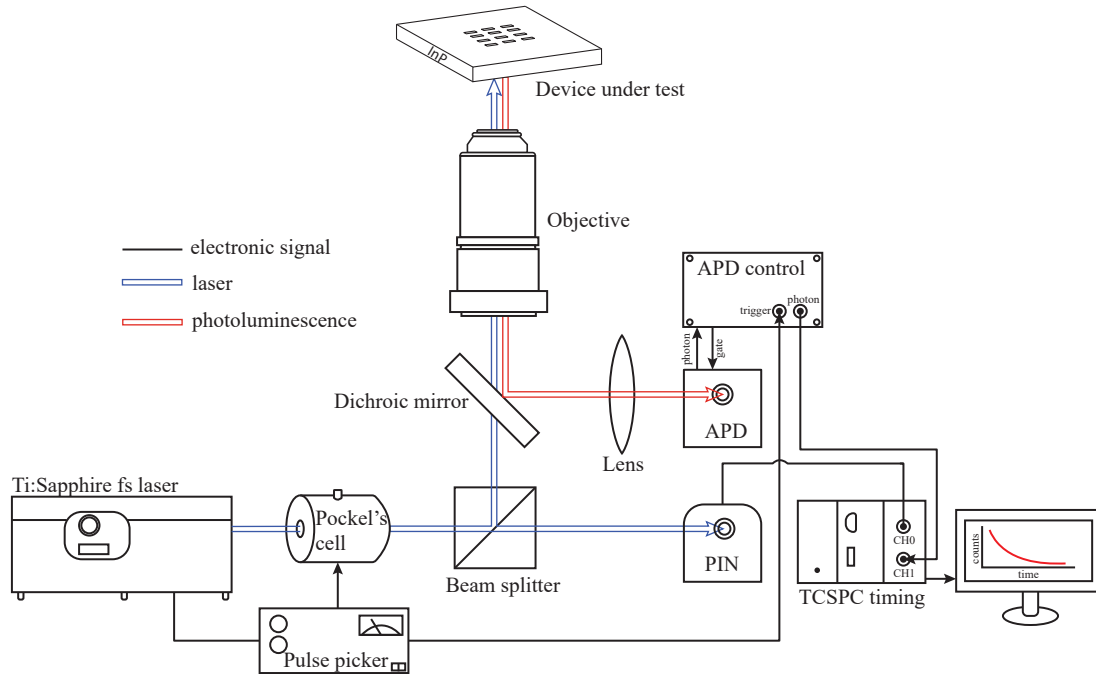 InP
Device under test
Objective
electronic signal
laser
photoluminescence
APD control
trigger
photon
photon
gate
APD
Dichroic mirror
Lens
Ti:Sapphire fs laser
Pockel's
cell
Beam splitter
PIN
CH0
CH1
TCSPC timing
counts
time
Pulse picker